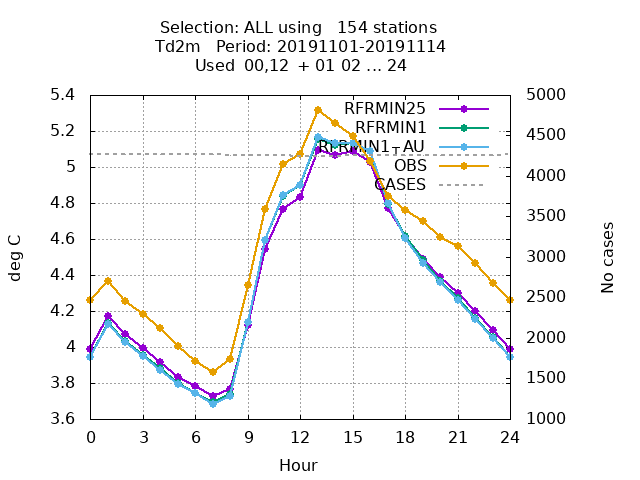 Selection: ALL using   154 stations
Td2m   Period: 20191101-20191114
Used  00,12  + 01 02 ... 24
5.4
5.2
5
4.8
4.6
4.4
4.2
4
3.8
3.6
deg C
RFRMIN25
RFRMIN1
RFRMIN1┬AU
OBS
CASES
5000
4500
4000
3500
3000
2500
2000
1500
1000
No cases
0 3 6 9 12 15 18 21 24
Hour